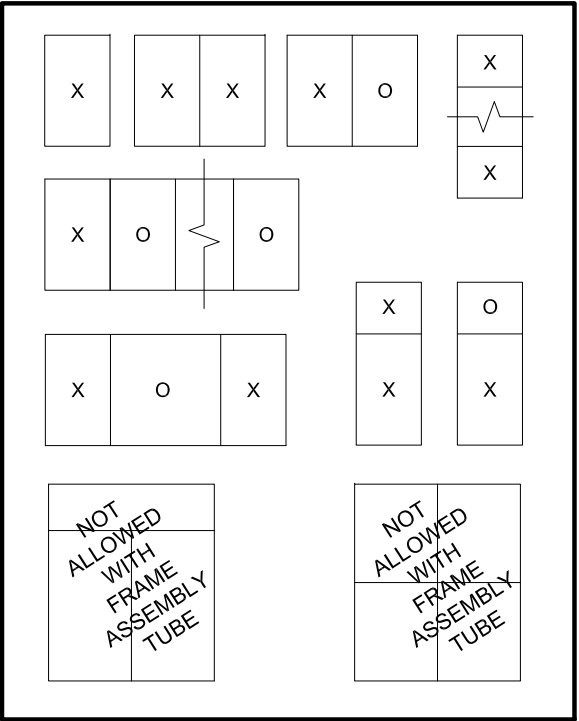 X
X X
X O
X
X
X O O
X
X
O
X
X O X
NOT
ALLOWED
WITH
FRAME
ASSEMBLY
TUBE
NOT
ALLOWED
WITH
FRAME
ASSEMBLY
TUBE